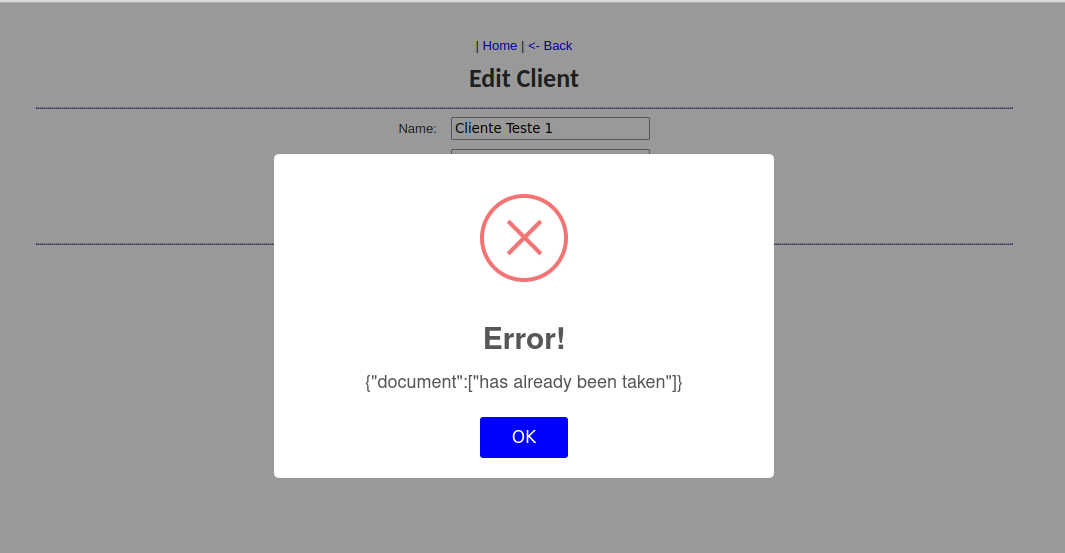 | Home | <- Back
Edit Client
Name: Cliente Teste 1
Error!
{"document":["has already been taken"]}
OK